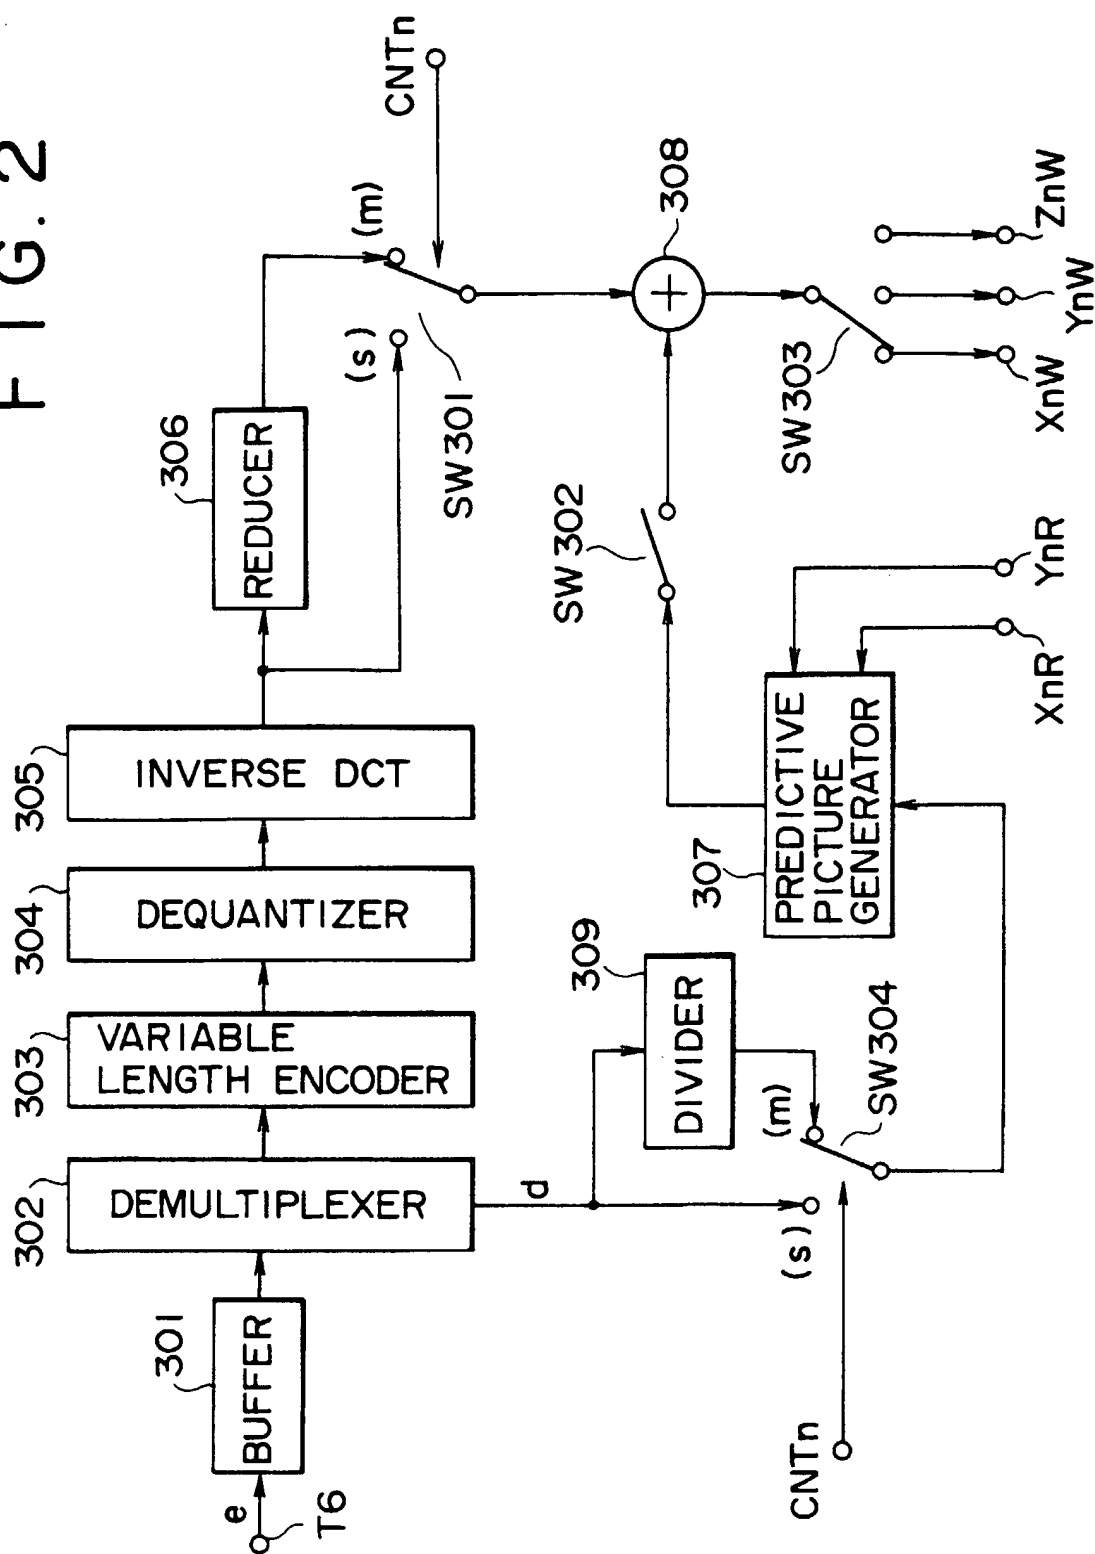 FIG. 2
e
T6
301
BUFFER
302
DEMULTIPLEXER
303
VARIABLE
LENGTH ENCODER
304
DEQUANTIZER
305
INVERSE DCT
306
REDUCER
(m)
(s)
SW301
CNTn
d
309
DIVIDER
(m)
(s)
SW304
CNTn
307
PREDICTIVE
PICTURE
GENERATOR
SW302
308
SW303
XnR
YnR
XnW
YnW
ZnW